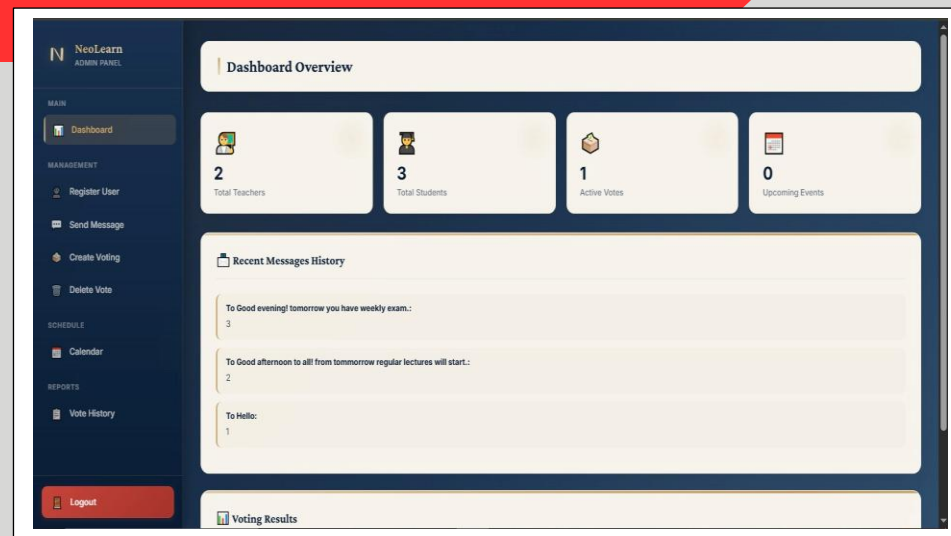 NeoLearn
ADMIN PANEL
MAIN
Dashboard
MANAGEMENT
Register User
Send Message
Create Voting
Delete Vote
SCHEDULE
Calendar
REPORTS
Vote History
Logout
Dashboard Overview
2
Total Teachers
3
Total Students
1
Active Votes
0
Upcoming Events
Recent Messages History
To Good evening! tomorrow you have weekly exam.:
3
To Good afternoon to all! from tommorrow regular lectures will start.:
2
To Hello:
1
Voting Results